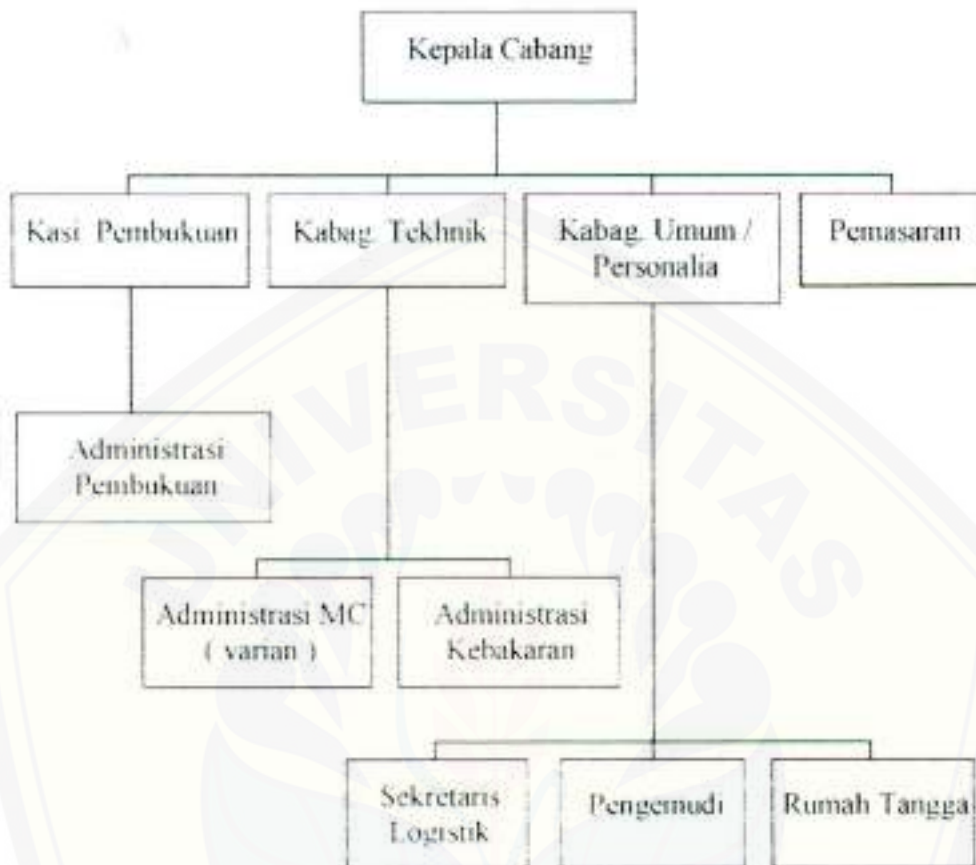 Kepala Cabang
Kasi Pembukuan
Kabag. Tekhnik
Kabag. Umum /
Personalia
Pemasaran
Administrasi
Pembukuan
Administrasi MC
( varian )
Administrasi
Kebakaran
Sekretaris
Logistik
Pengemudi
Rumah Tangga
UNIVERSITAS